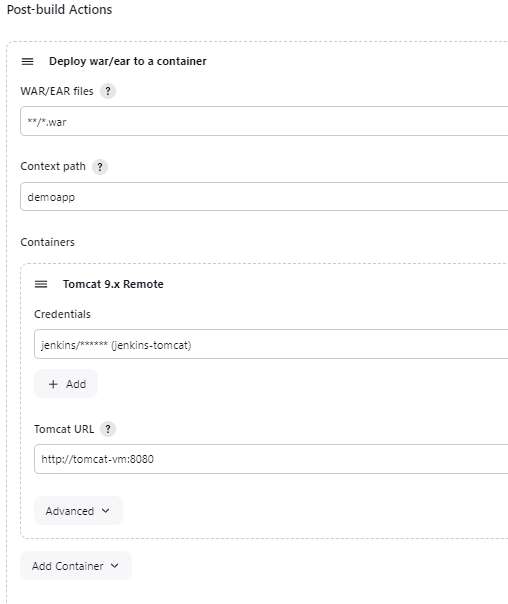 Post-build Actions
Deploy war/ear to a container
WAR/EAR files ?
**/*.war
Context path ?
demoapp
Containers
Tomcat 9.x Remote
Credentials
jenkins/****** (jenkins-tomcat)
+ Add
Tomcat URL ?
http://tomcat-vm:8080
Advanced
Add Container